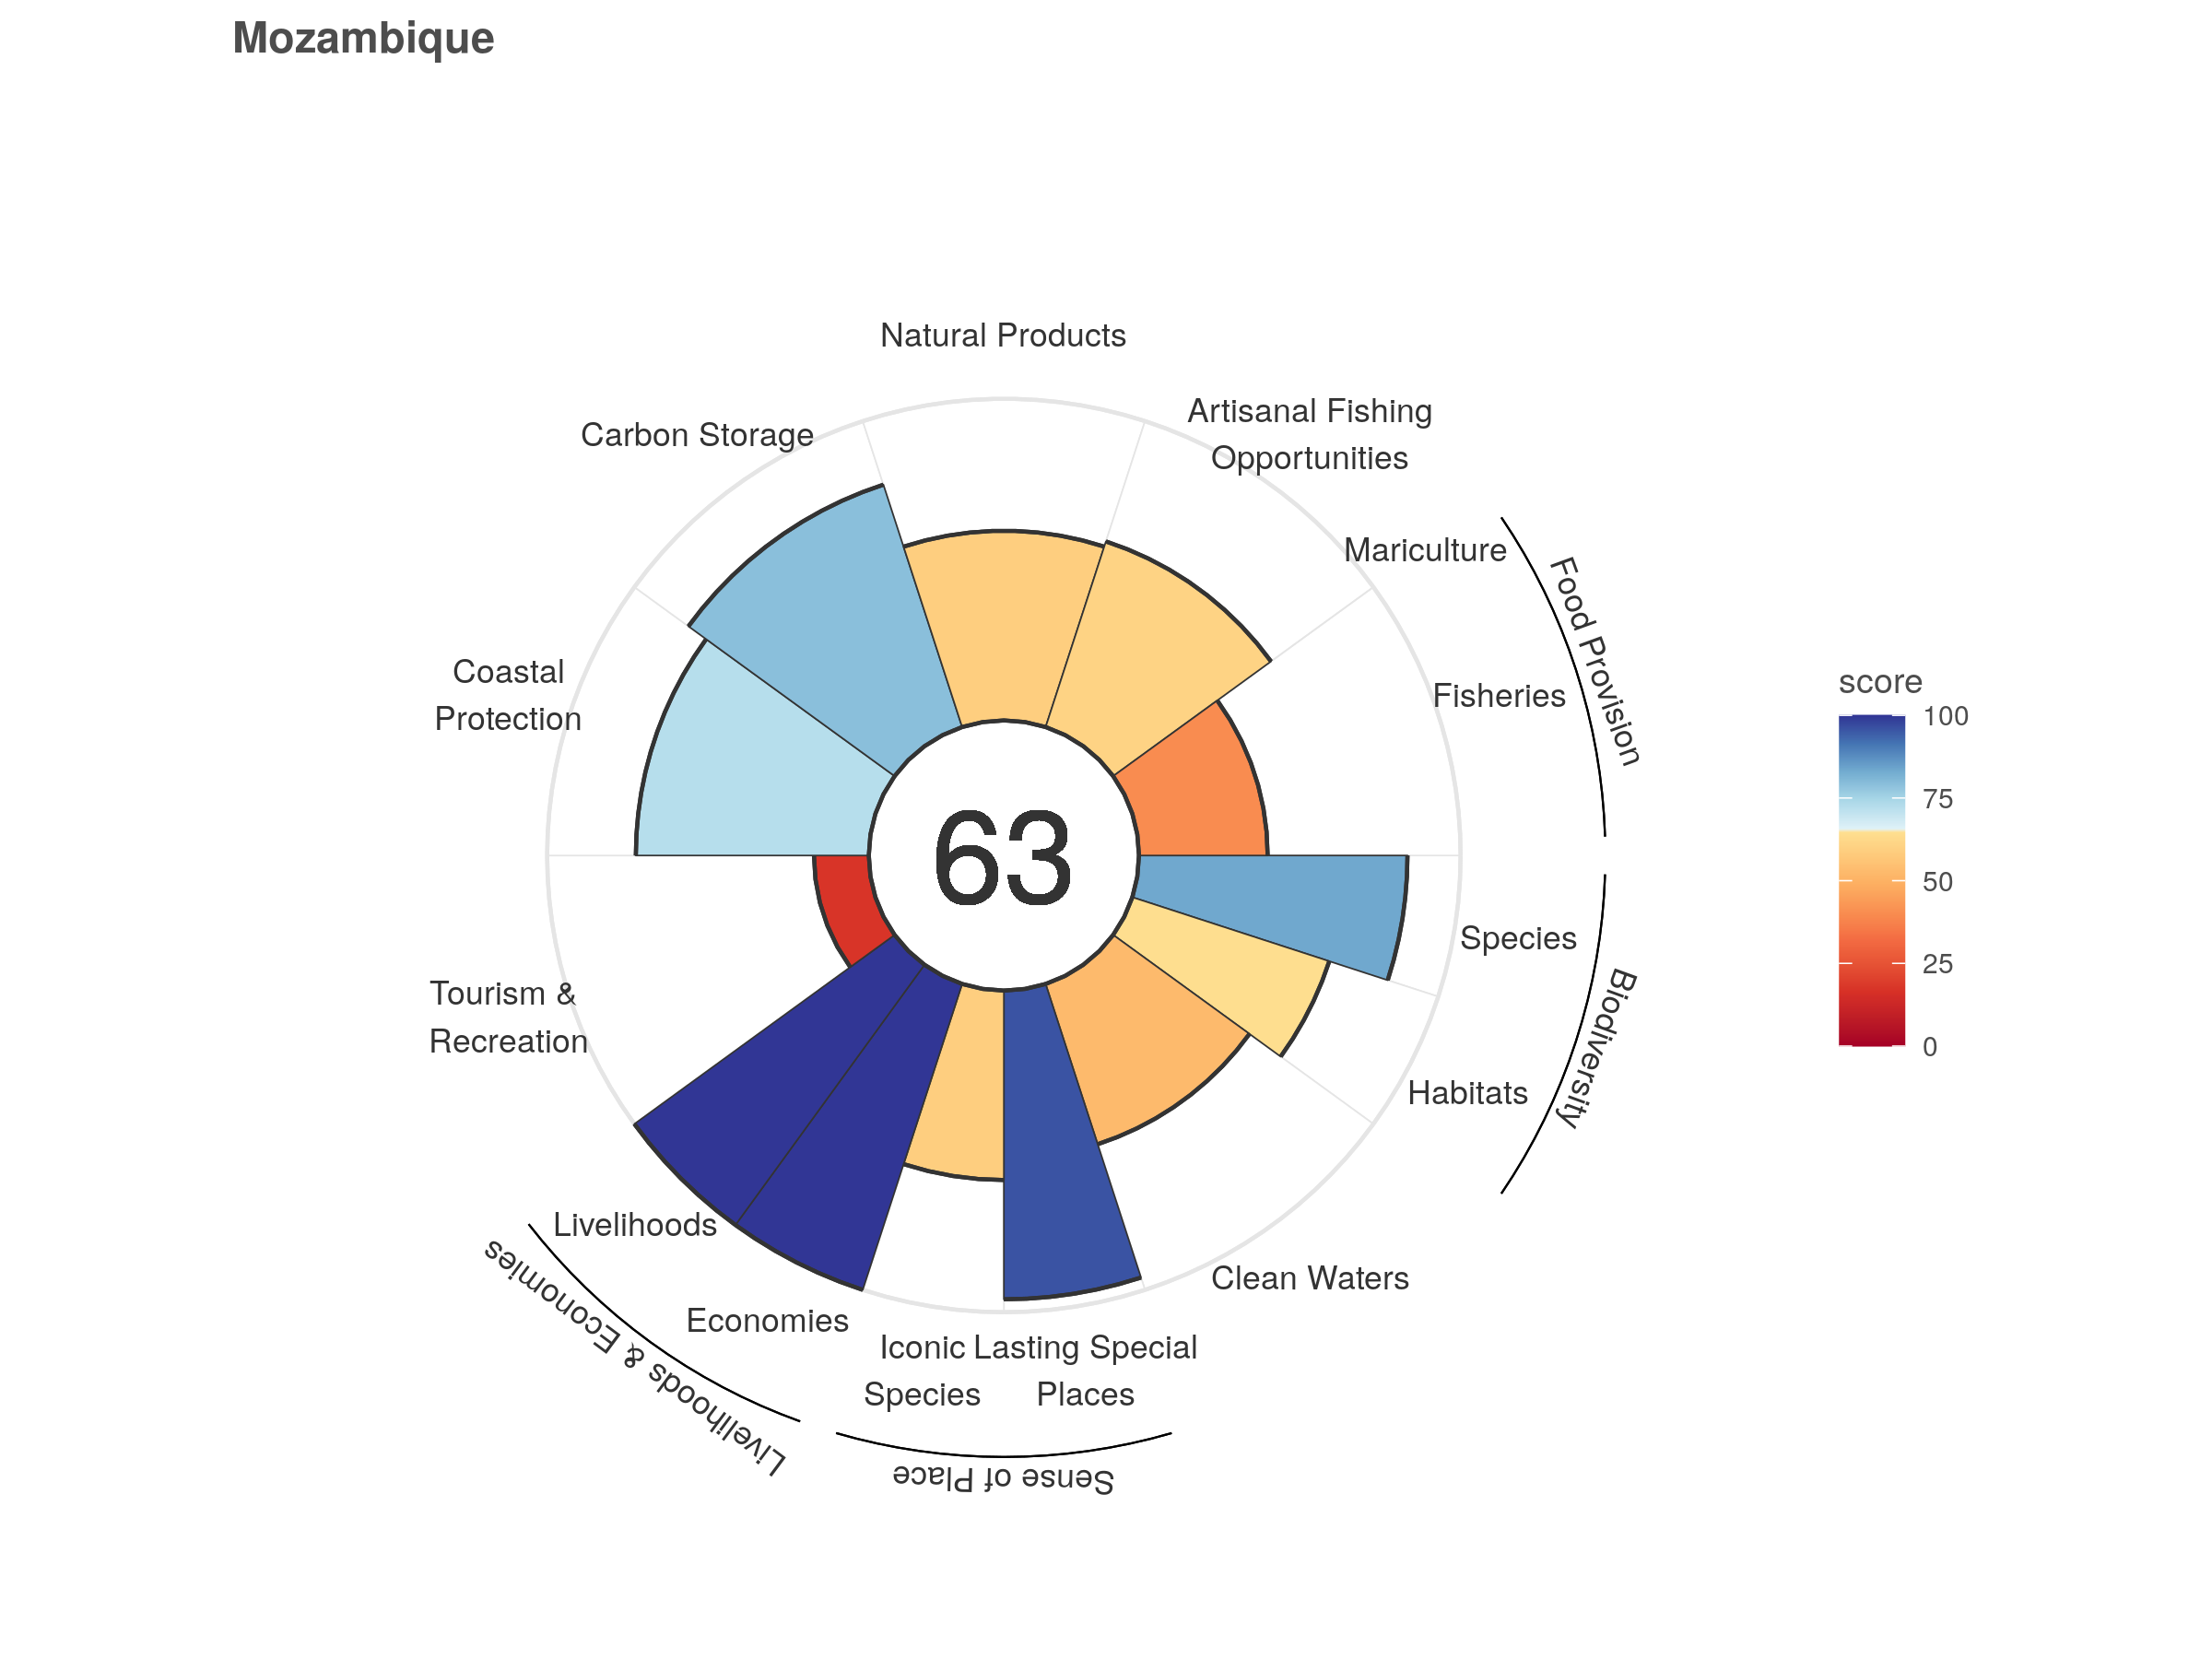 Mozambique
Natural Products
Artisanal Fishing
Opportunities
Carbon Storage
Mariculture
Food Provision
Fisheries
Coastal
Protection
63
score
100
75
50
25
0
Species
Biodiversity
Habitats
Tourism &
Recreation
Livelihoods
Livelihoods & Economies
Economies
Clean Waters
Iconic
Species
Lasting Special
Places
Sense of Place